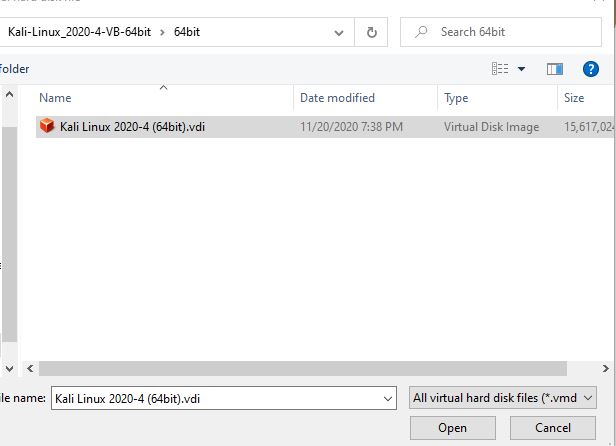 Kali-Linux_2020-4-VB-64bit > 64bit
Search 64bit
folder
Name Date modified Type Size
Kali Linux 2020-4 (64bit).vdi 11/20/2020 7:38 PM Virtual Disk Image 15,617,024
ile name: Kali Linux 2020-4 (64bit).vdi All virtual hard disk files (*.vmd
Open Cancel